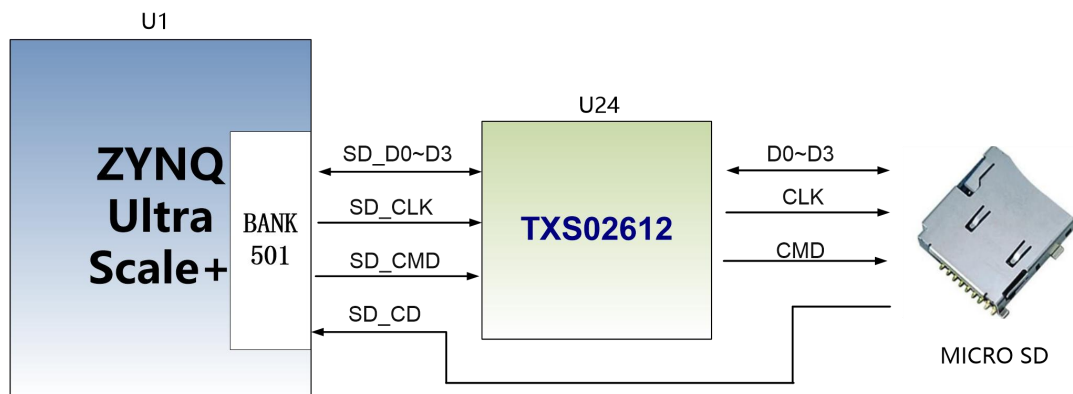 U1
ZYNQ
Ultra
Scale+
BANK
501
SD_D0~D3
SD_CLK
SD_CMD
SD_CD
U24
TXS02612
D0~D3
CLK
CMD
MICRO SD